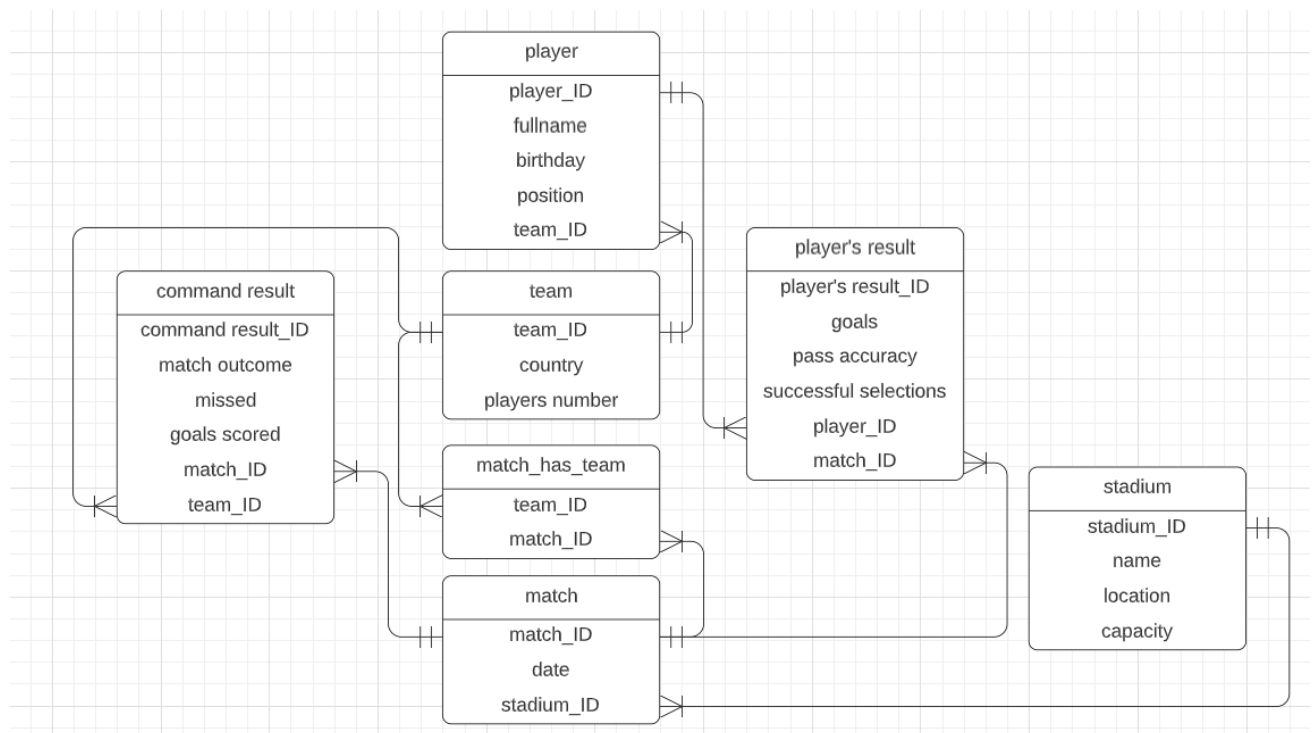 player
player_ID
fullname
birthday
position
team_ID
command result
command result_ID
match outcome
missed
goals scored
match_ID
team_ID
team
team_ID
country
players number
match_has_team
team_ID
match_ID
match
match_ID
date
stadium_ID
player's result
player's result_ID
goals
pass accuracy
successful selections
player_ID
match_ID
stadium
stadium_ID
name
location
capacity